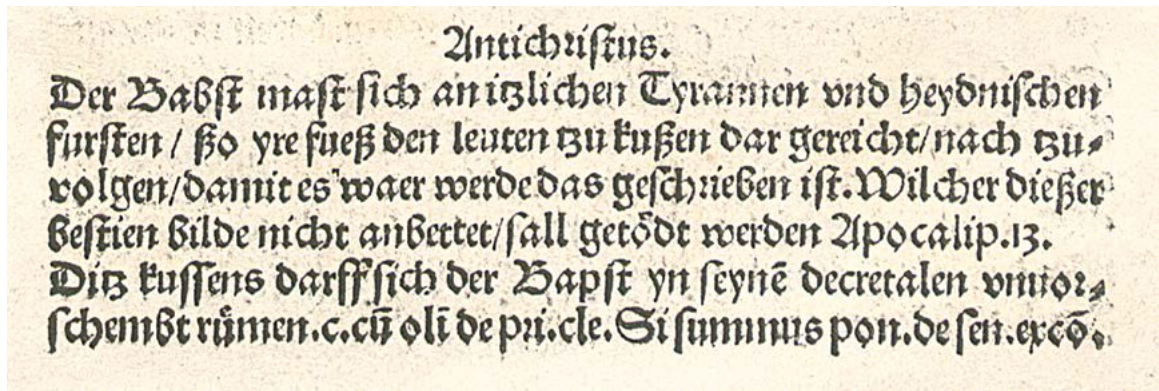 Antichriſtus.
Der Babſt maſt ſich an itzlichen Tyrannen vnd heydniſchen
furſten / ßo yre fueß den leuten tzu kußen dar gereicht/nach tzu⸗
volgen/damit es waer werde das geſchrieben iſt. Wilcher dießer
beſtien bilde nicht anbettet/ſall getödt werden Apocalip.13.
Ditz kuſſens darff ſich der Bapſt yn ſeynē decretalen vnuor⸗
ſchembt rümen.c.cū oli de pri.cle. Si ſummus pon.de ſen.excō.